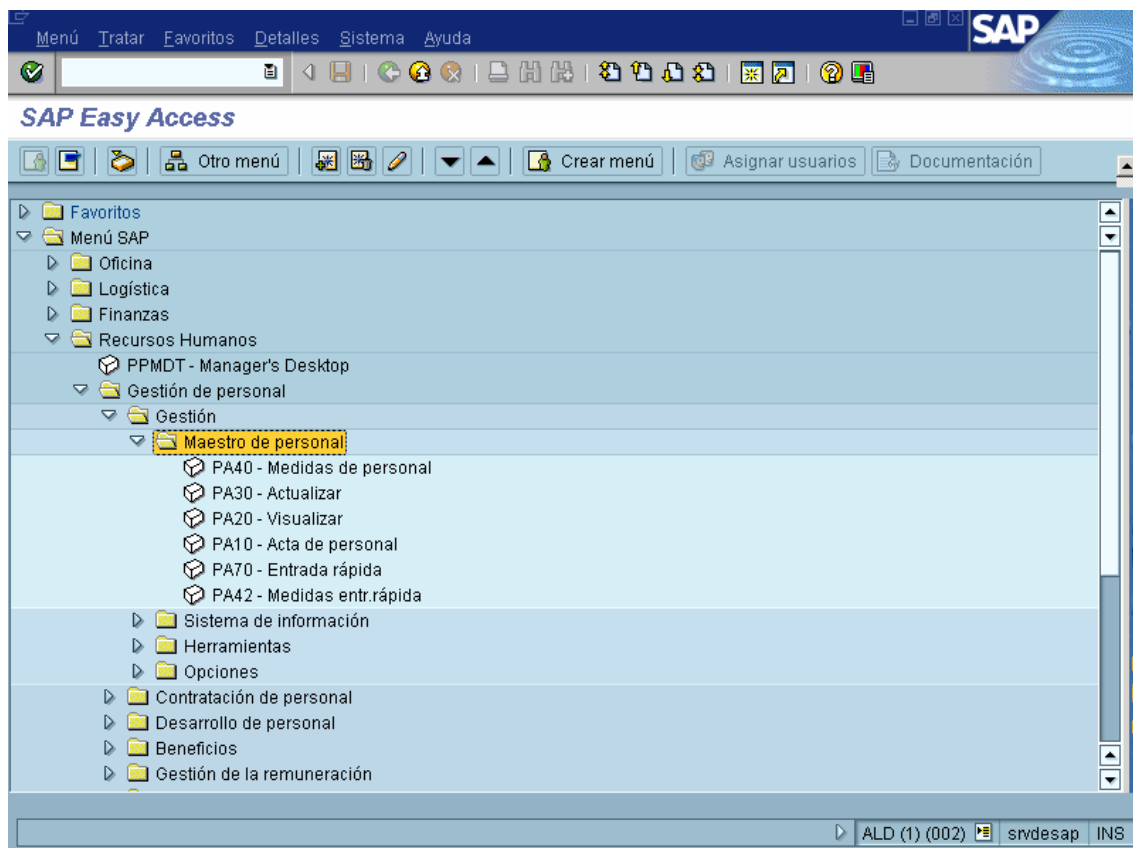 Menú Tratar Favoritos Detalles Sistema Ayuda
SAP
SAP Easy Access
Otro menú Crear menú Asignar usuarios Documentación
Favoritos
Menú SAP
Oficina
Logística
Finanzas
Recursos Humanos
PPMDT - Manager's Desktop
Gestión de personal
Gestión
Maestro de personal
PA40 - Medidas de personal
PA30 - Actualizar
PA20 - Visualizar
PA10 - Acta de personal
PA70 - Entrada rápida
PA42 - Medidas entr.rápida
Sistema de información
Herramientas
Opciones
Contratación de personal
Desarrollo de personal
Beneficios
Gestión de la remuneración
ALD (1) (002) srvdesap INS